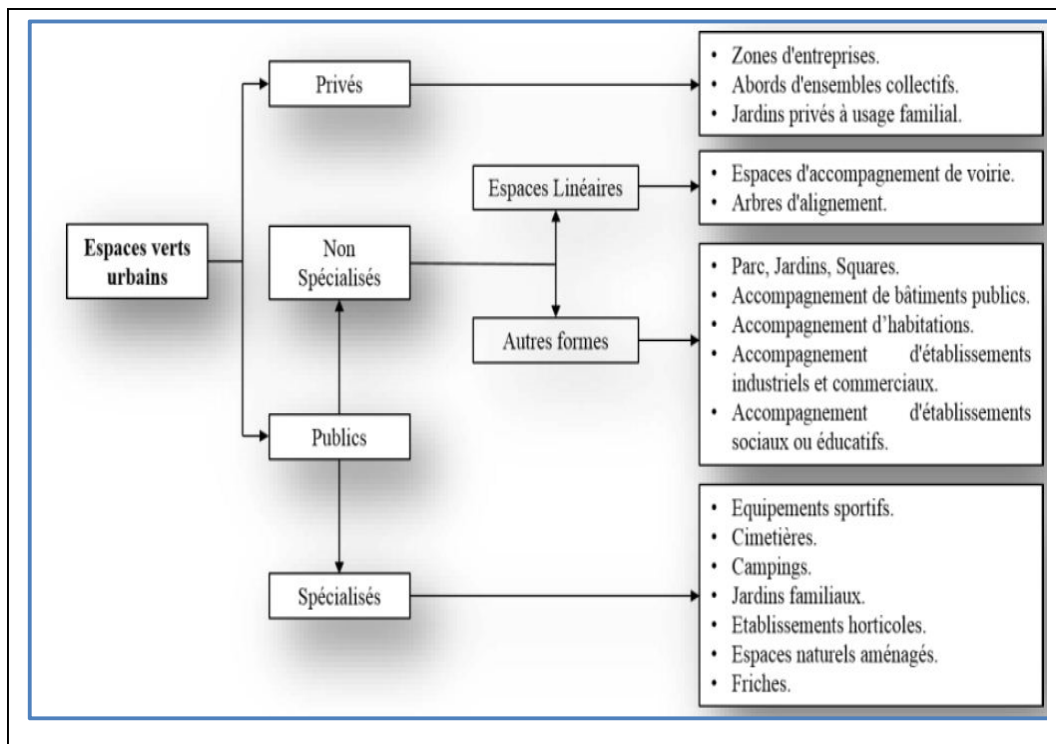 Privés
• Zones d'entreprises.
• Abords d'ensembles collectifs.
• Jardins privés à usage familial.
Espaces verts
urbains
Non
Spécialisés
Espaces Linéaires
• Espaces d'accompagnement de voirie.
• Arbres d'alignement.
Autres formes
• Parc, Jardins, Squares.
• Accompagnement de bâtiments publics.
• Accompagnement d’habitations.
• Accompagnement d'établissements
industriels et commerciaux.
• Accompagnement d'établissements
sociaux ou éducatifs.
Publics
Spécialisés
• Equipements sportifs.
• Cimetières.
• Campings.
• Jardins familiaux.
• Etablissements horticoles.
• Espaces naturels aménagés.
• Friches.